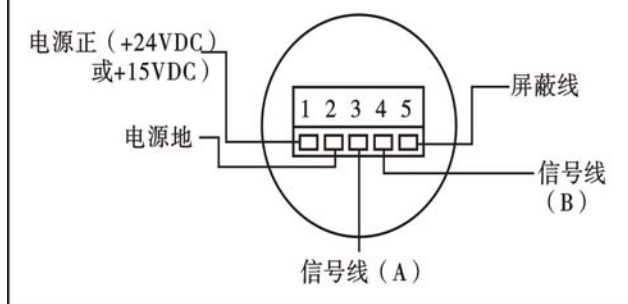 电源正（+24VDC）
或+15VDC）
1 2 3 4 5
屏蔽线
电源地
信号线
（B）
信号线（A）